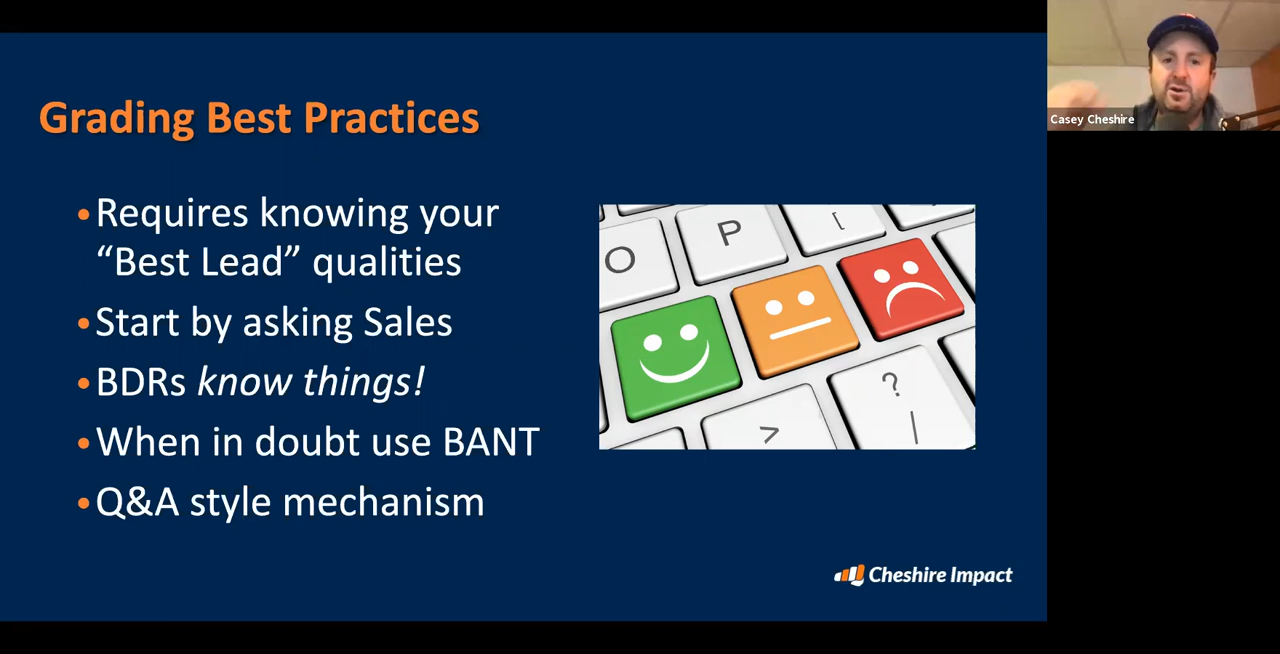 Grading Best Practices
•Requires knowing your
“Best Lead” qualities
•Start by asking Sales
•BDRs know things!
•When in doubt use BANT
•Q&A style mechanism
O
P
[
>
?
/
Cheshire Impact
Casey Cheshire